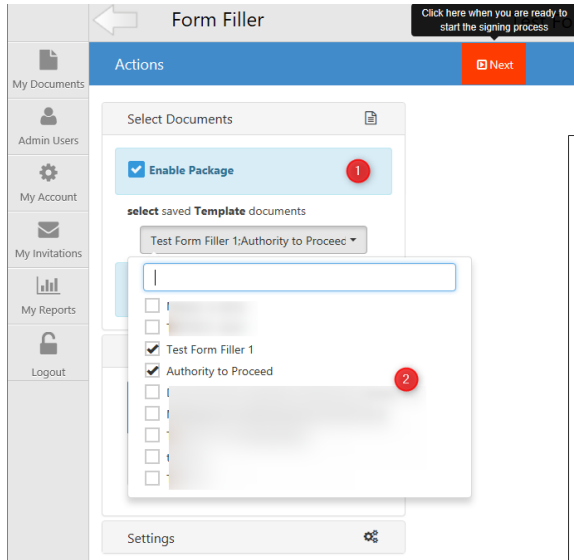 Form Filler
Click here when you are ready to
start the signing process
Actions
Next
My Documents
Admin Users
My Account
My Invitations
My Reports
Logout
Select Documents
Enable Package
1
select saved Template documents
Test Form Filler 1;Authority to Proceed
Test Form Filler 1
Authority to Proceed
2
Settings